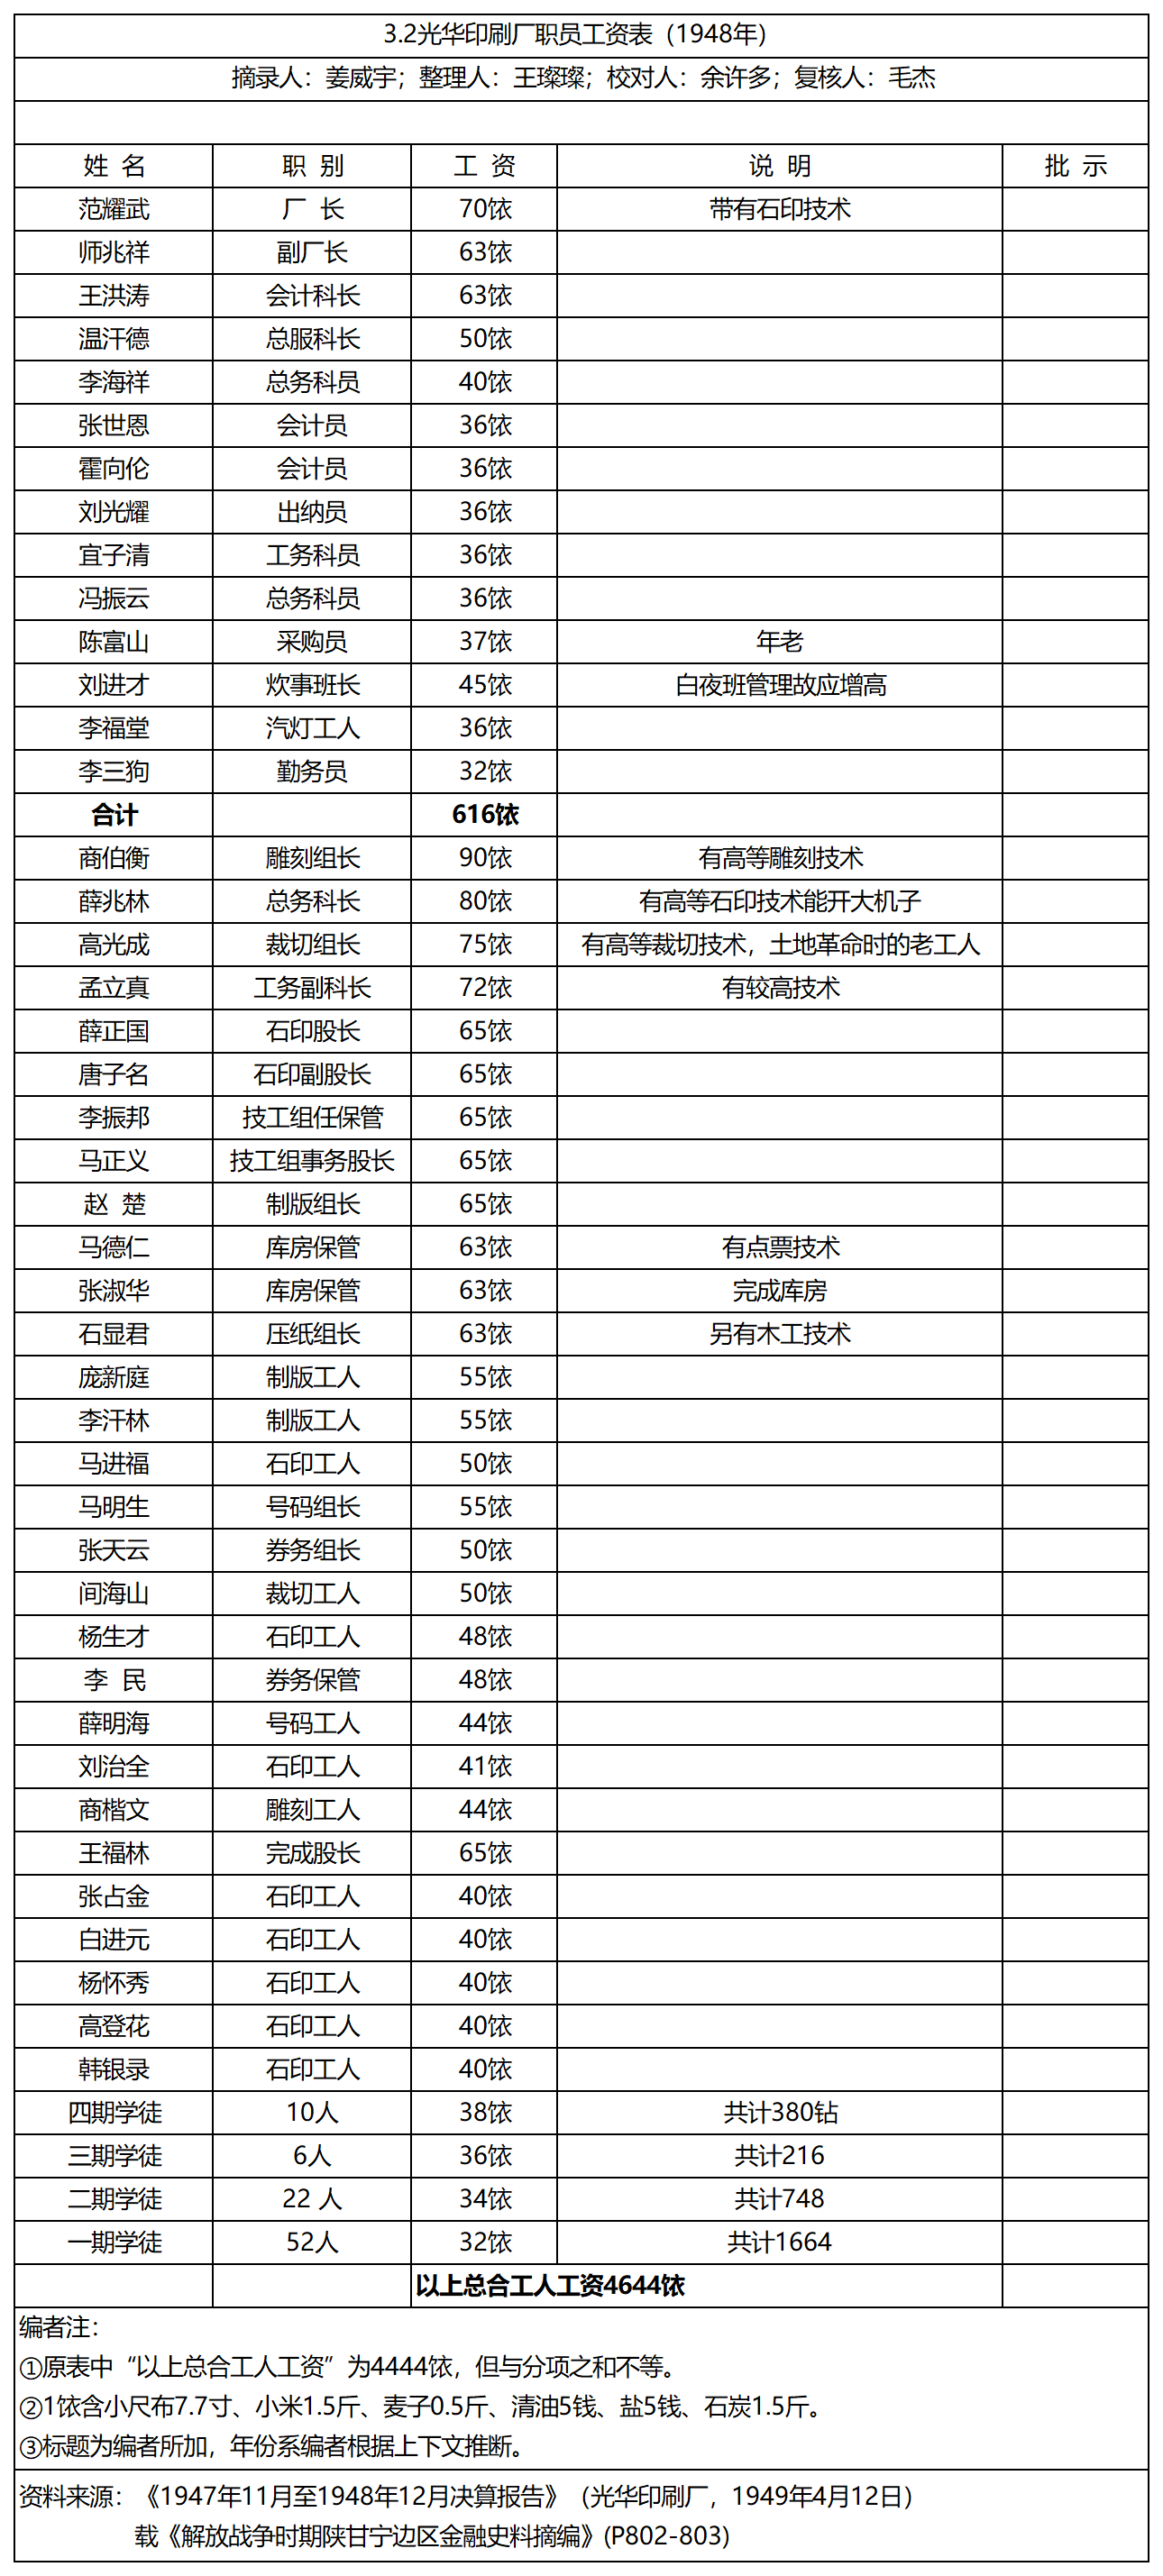 3.2光华印刷厂职员工资表（1948年）
摘录人：姜威宇；整理人：王璨璨；校对人：余许多；复核人：毛杰
姓 名 职 别 工 资 说 明 批 示
范耀武 厂 长 70饻 带有石印技术
师兆祥 副厂长 63饻
王洪涛 会计科长 63饻
温汗德 总服科长 50饻
李海祥 总务科员 40饻
张世恩 会计员 36饻
霍向伦 会计员 36饻
刘光耀 出纳员 36饻
宜子清 工务科员 36饻
冯振云 总务科员 36饻
陈富山 采购员 37饻 年老
刘进才 炊事班长 45饻 白夜班管理故应增高
李福堂 汽灯工人 36饻
李三狗 勤务员 32饻
合计 616饻
商伯衡 雕刻组长 90饻 有高等雕刻技术
薛兆林 总务科长 80饻 有高等石印技术能开大机子
高光成 裁切组长 75饻 有高等裁切技术，土地革命时的老工人
孟立真 工务副科长 72饻 有较高技术
薛正国 石印股长 65饻
唐子名 石印副股长 65饻
李振邦 技工组任保管 65饻
马正义 技工组事务股长 65饻
赵 楚 制版组长 65饻
马德仁 库房保管 63饻 有点票技术
张淑华 库房保管 63饻 完成库房
石显君 压纸组长 63饻 另有木工技术
庞新庭 制版工人 55饻
李汗林 制版工人 55饻
马进福 石印工人 50饻
马明生 号码组长 55饻
张天云 券务组长 50饻
间海山 裁切工人 50饻
杨生才 石印工人 48饻
李 民 券务保管 48饻
薛明海 号码工人 44饻
刘治全 石印工人 41饻
商楷文 雕刻工人 44饻
王福林 完成股长 65饻
张占金 石印工人 40饻
白进元 石印工人 40饻
杨怀秀 石印工人 40饻
高登花 石印工人 40饻
韩银录 石印工人 40饻
四期学徒 10人 38饻 共计380钻
三期学徒 6人 36饻 共计216
二期学徒 22 人 34饻 共计748
一期学徒 52人 32饻 共计1664
以上总合工人工资4644饻
编者注：
①原表中“以上总合工人工资”为4444饻，但与分项之和不等。
②1饻含小尺布7.7寸、小米1.5斤、麦子0.5斤、清油5钱、盐5钱、石炭1.5斤。
③标题为编者所加，年份系编者根据上下文推断。
资料来源：《1947年11月至1948年12月决算报告》（光华印刷厂，1949年4月12日）
载《解放战争时期陕甘宁边区金融史料摘编》(P802-803)